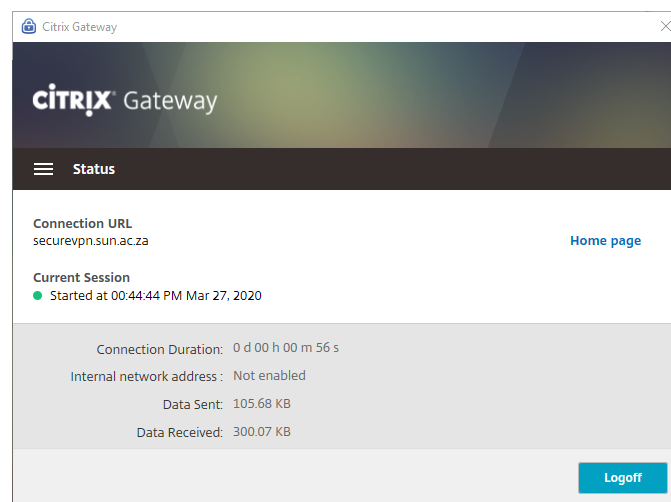 Citrix Gateway
CITRIX Gateway
Status
Connection URL
securevpn.sun.ac.za
Home page
Current Session
Started at 00:44:44 PM Mar 27, 2020
Connection Duration: 0 d 00 h 00 m 56 s
Internal network address : Not enabled
Data Sent: 105.68 KB
Data Received: 300.07 KB
Logoff